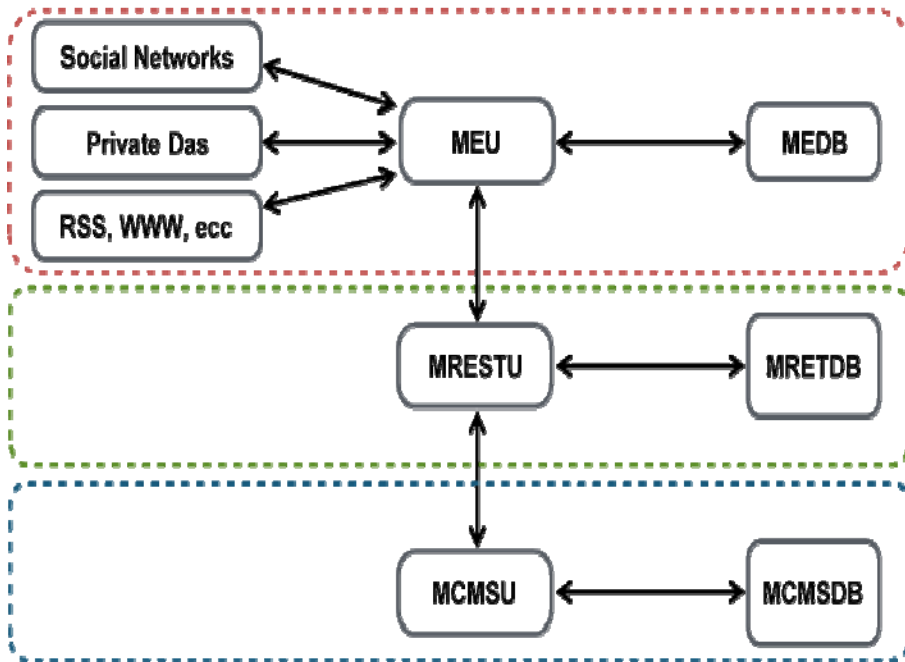 Social Networks
Private Das
RSS, WWW, ecc
MEU
MEDB
MRESTU
MRETDB
MCMSU
MCMSDB